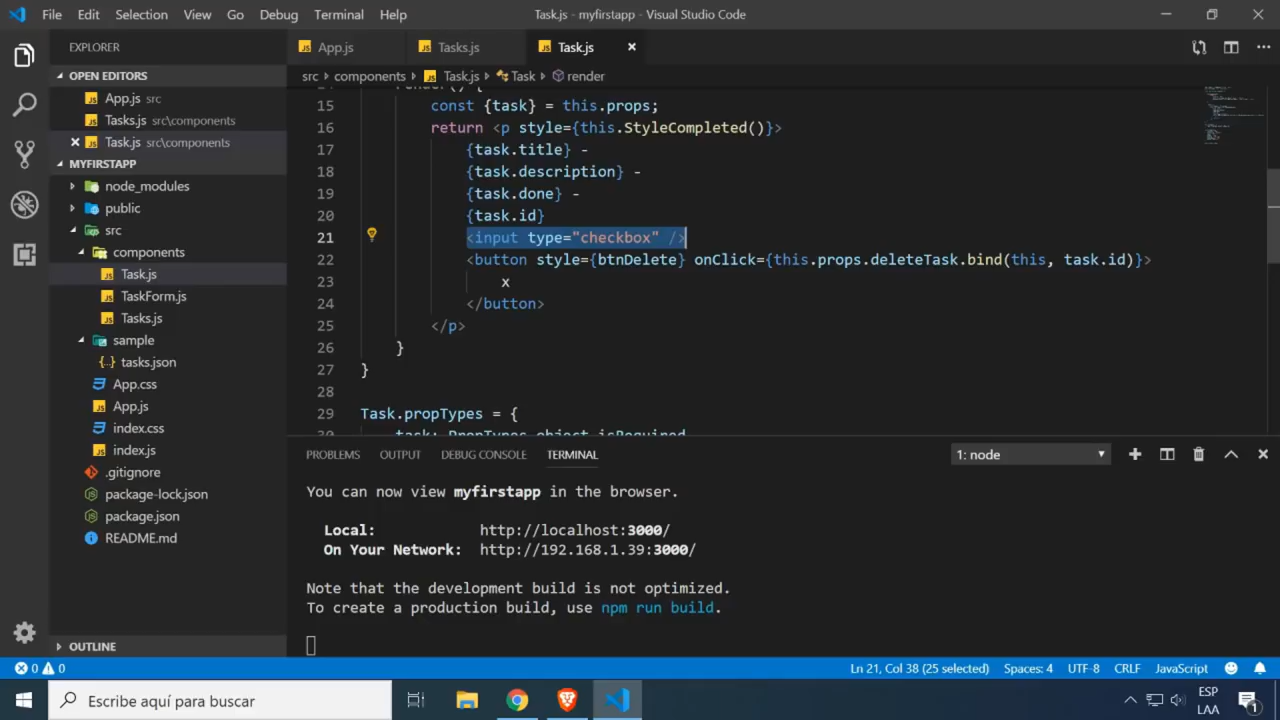 File Edit Selection View Go Debug Terminal Help
Task.js - myfirstapp - Visual Studio Code
EXPLORER
OPEN EDITORS
App.js src
Tasks.js src\components
Task.js src\components
MYFIRSTAPP
node_modules
public
src
components
Task.js
TaskForm.js
Tasks.js
sample
tasks.json
App.css
App.js
index.css
index.js
.gitignore
package-lock.json
package.json
README.md
OUTLINE
App.js Tasks.js Task.js
src components Task.js Task render
render() {
15 const {task} = this.props;
16 return <p style={this.StyleCompleted()}>
17 {task.title} -
18 {task.description} -
19 {task.done} -
20 {task.id}
21 <input type="checkbox" />
22 <button style={btnDelete} onClick={this.props.deleteTask.bind(this, task.id)}>
23 x
24 </button>
25 </p>
26 }
27 }
28
29 Task.propTypes = {
30 task: PropTypes.object.isRequired
PROBLEMS OUTPUT DEBUG CONSOLE TERMINAL
1: node
You can now view myfirstapp in the browser.
Local: http://localhost:3000/
On Your Network: http://192.168.1.39:3000/
Note that the development build is not optimized.
To create a production build, use npm run build.
0 0
Ln 21, Col 38 (25 selected) Spaces: 4 UTF-8 CRLF JavaScript
Escribe aquí para buscar
ESP
LAA
1